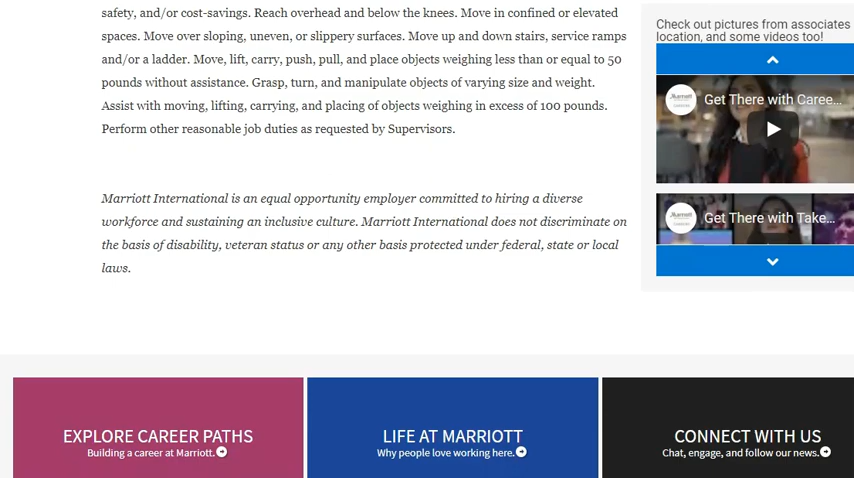 safety, and/or cost-savings. Reach overhead and below the knees. Move in confined or elevated
spaces. Move over sloping, uneven, or slippery surfaces. Move up and down stairs, service ramps
and/or a ladder. Move, lift, carry, push, pull, and place objects weighing less than or equal to 50
pounds without assistance. Grasp, turn, and manipulate objects of varying size and weight.
Assist with moving, lifting, carrying, and placing of objects weighing in excess of 100 pounds.
Perform other reasonable job duties as requested by Supervisors.
Marriott International is an equal opportunity employer committed to hiring a diverse
workforce and sustaining an inclusive culture. Marriott International does not discriminate on
the basis of disability, veteran status or any other basis protected under federal, state or local
laws.
Check out pictures from associates
location, and some videos too!
Marriott
Get There with Caree...
Marriott
Get There with Take...
EXPLORE CAREER PATHS
Building a career at Marriott.
LIFE AT MARRIOTT
Why people love working here.
CONNECT WITH US
Chat, engage, and follow our news.